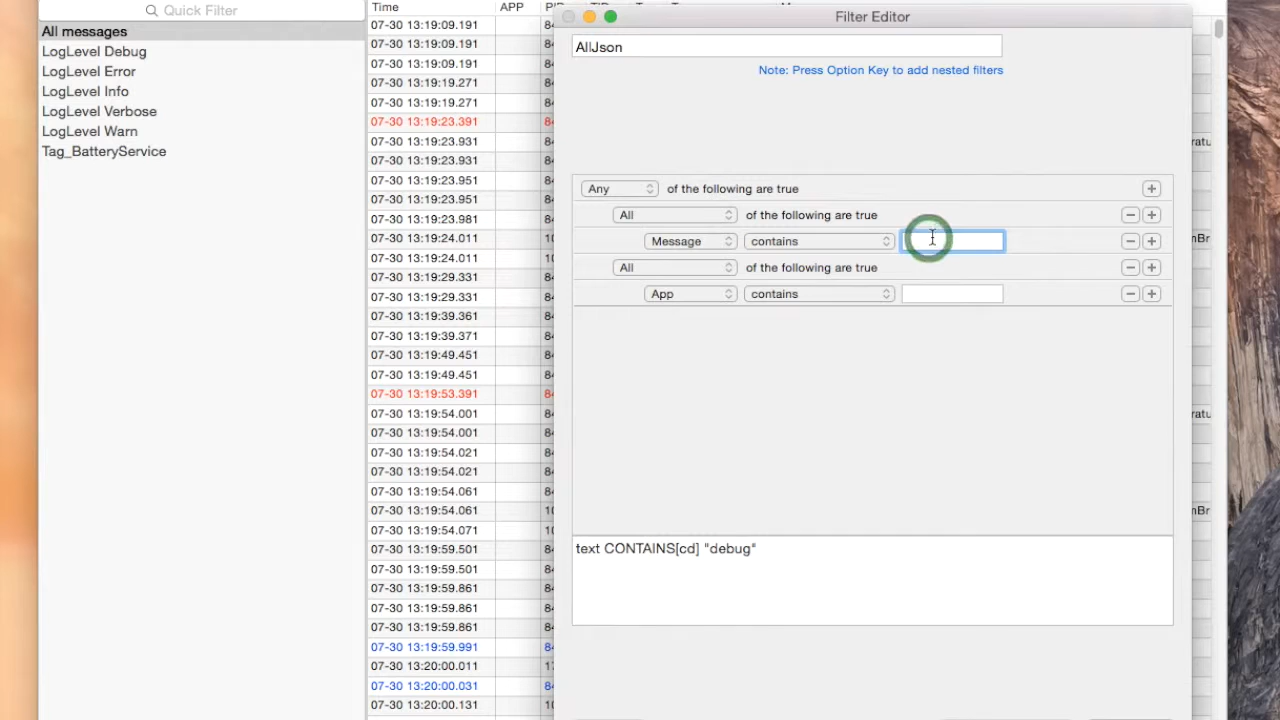 Quick Filter
All messages
LogLevel Debug
LogLevel Error
LogLevel Info
LogLevel Verbose
LogLevel Warn
Tag_BatteryService
Time APP
07-30 13:19:09.191
07-30 13:19:09.191
07-30 13:19:09.191
07-30 13:19:19.271
07-30 13:19:19.271
07-30 13:19:23.391
07-30 13:19:23.931
07-30 13:19:23.931
07-30 13:19:23.951
07-30 13:19:23.951
07-30 13:19:23.981
07-30 13:19:24.011
07-30 13:19:24.011
07-30 13:19:29.331
07-30 13:19:29.331
07-30 13:19:39.361
07-30 13:19:39.371
07-30 13:19:49.451
07-30 13:19:49.451
07-30 13:19:53.391
07-30 13:19:54.001
07-30 13:19:54.001
07-30 13:19:54.021
07-30 13:19:54.021
07-30 13:19:54.061
07-30 13:19:54.061
07-30 13:19:54.071
07-30 13:19:59.501
07-30 13:19:59.501
07-30 13:19:59.861
07-30 13:19:59.861
07-30 13:19:59.861
07-30 13:19:59.991
07-30 13:20:00.011
07-30 13:20:00.031
07-30 13:20:00.131
Filter Editor
AllJson
Note: Press Option Key to add nested filters
Any of the following are true
All of the following are true
Message contains
All of the following are true
App contains
text CONTAINS[cd] "debug"